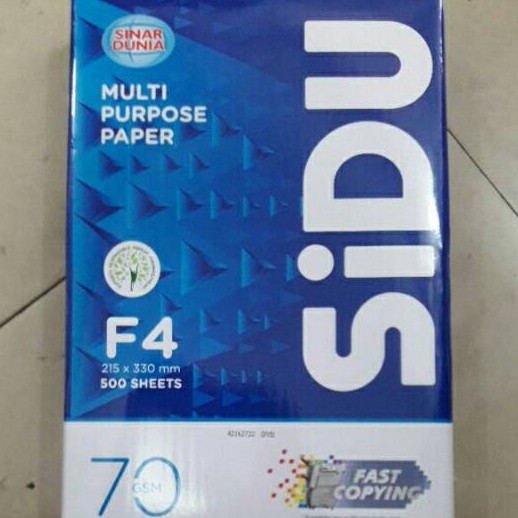 SINAR
DUNIA
MULTI
PURPOSE
PAPER
SiDU
F4
215 x 330 mm
500 SHEETS
70
GSM
FAST
COPYING